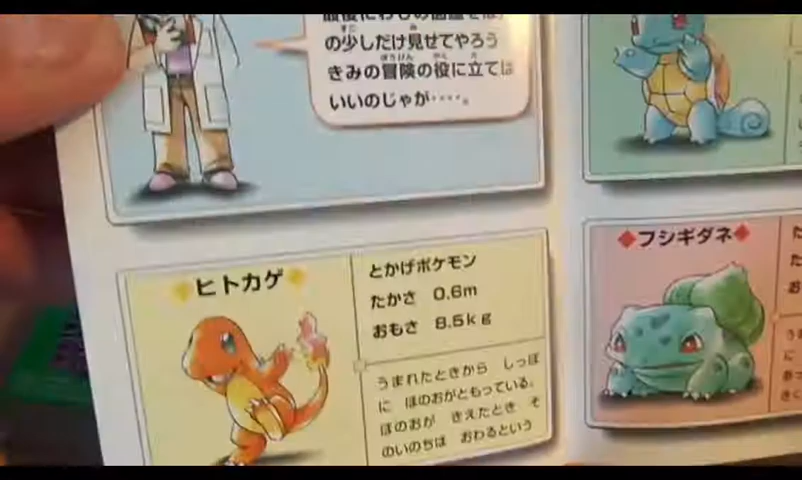 の少しだけ見せてやろう
きみの冒険の役に立てば
いいのじゃが‥‥。
ヒトカゲ
とかげポケモン
たかさ 0.6m
おもさ 8.5kg
うまれたときから しっぽ
に ほのおがともっている。
ほのおが きえたとき そ
のいのちは おわるという
フシギダネ